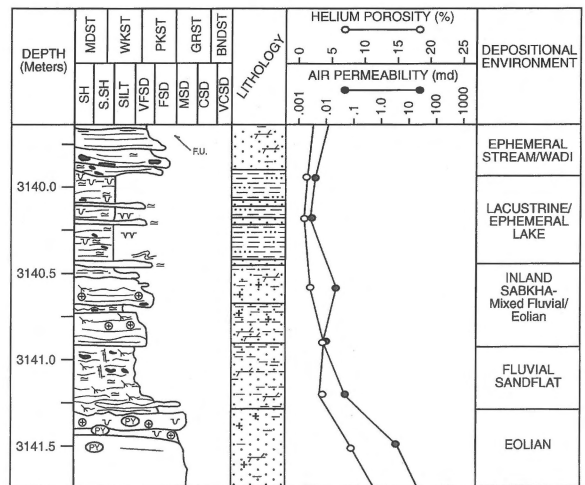 DEPTH
(Meters)
MDST
WKST
PKST
GRST
BNDST
SH
S.SH
SILT
VFSD
FSD
MSD
CSD
VCSD
LITHOLOGY
HELIUM POROSITY (%)
0
5
10
15
20
25
AIR PERMEABILITY (md)
.001
.01
.01
.1
1
10
100
1000
DEPOSITIONAL
ENVIRONMENT
F.U.
3140.0
3140.5
3141.0
3141.5
PY
PY
EPHEMERAL
STREAM/WADI
LACUSTRINE/
EPHEMERAL
LAKE
INLAND
SABKHA-
Mixed Fluvial/
Eolian
FLUVIAL
SANDFLAT
EOLIAN